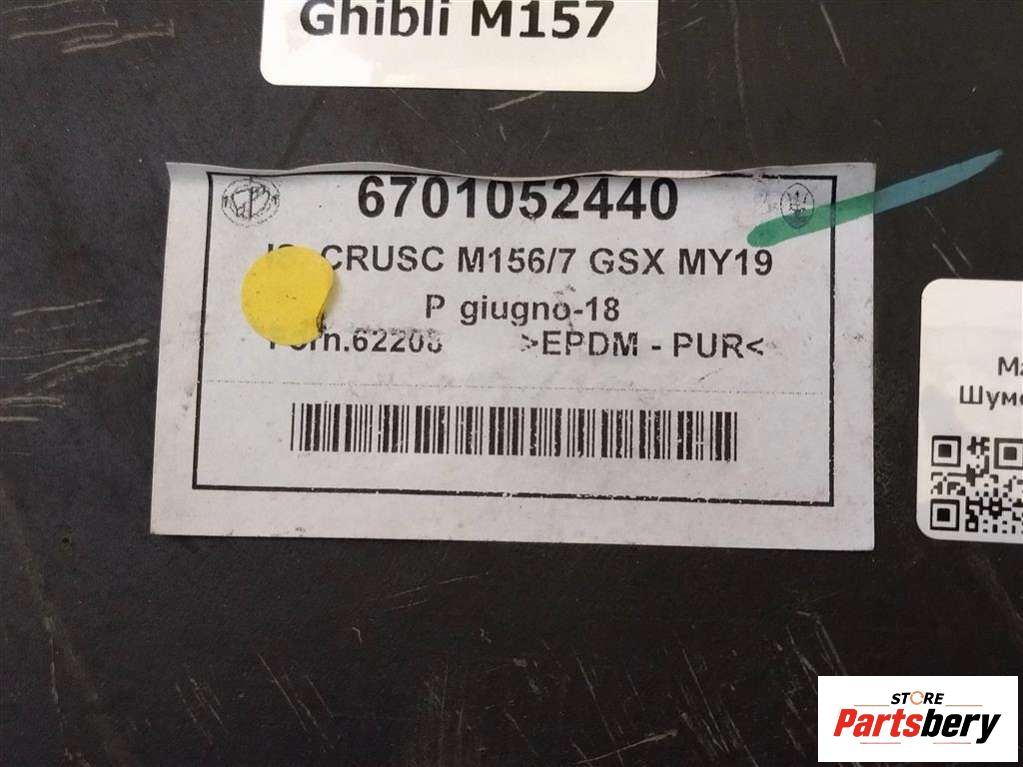 Ghibli M157
6701052440
CRUSC M156/7 GSX MY19
P giugno-18
>EPDM - PUR<
STORE
Partsbery